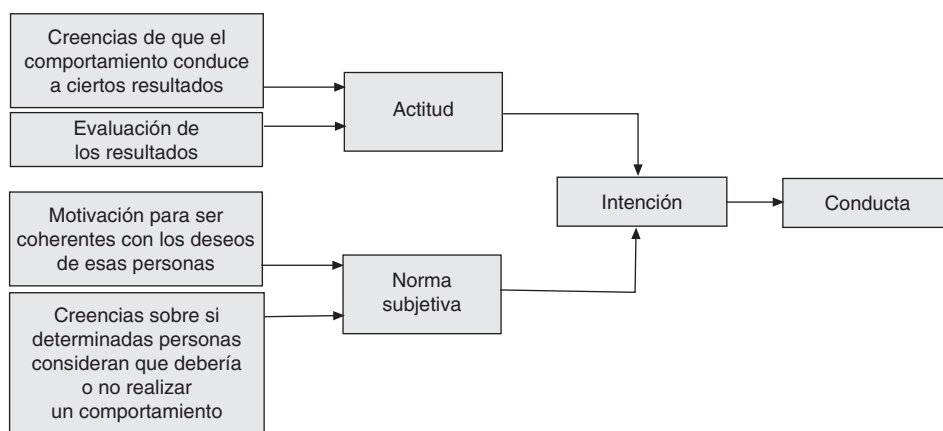 Creencias de que el
comportamiento conduce
a ciertos resultados
Evaluación de
los resultados
Actitud
Motivación para ser
coherentes con los deseos
de esas personas
Creencias sobre si
determinadas personas
consideran que debería
o no realizar
un comportamiento
Norma
subjetiva
Intención
Conducta